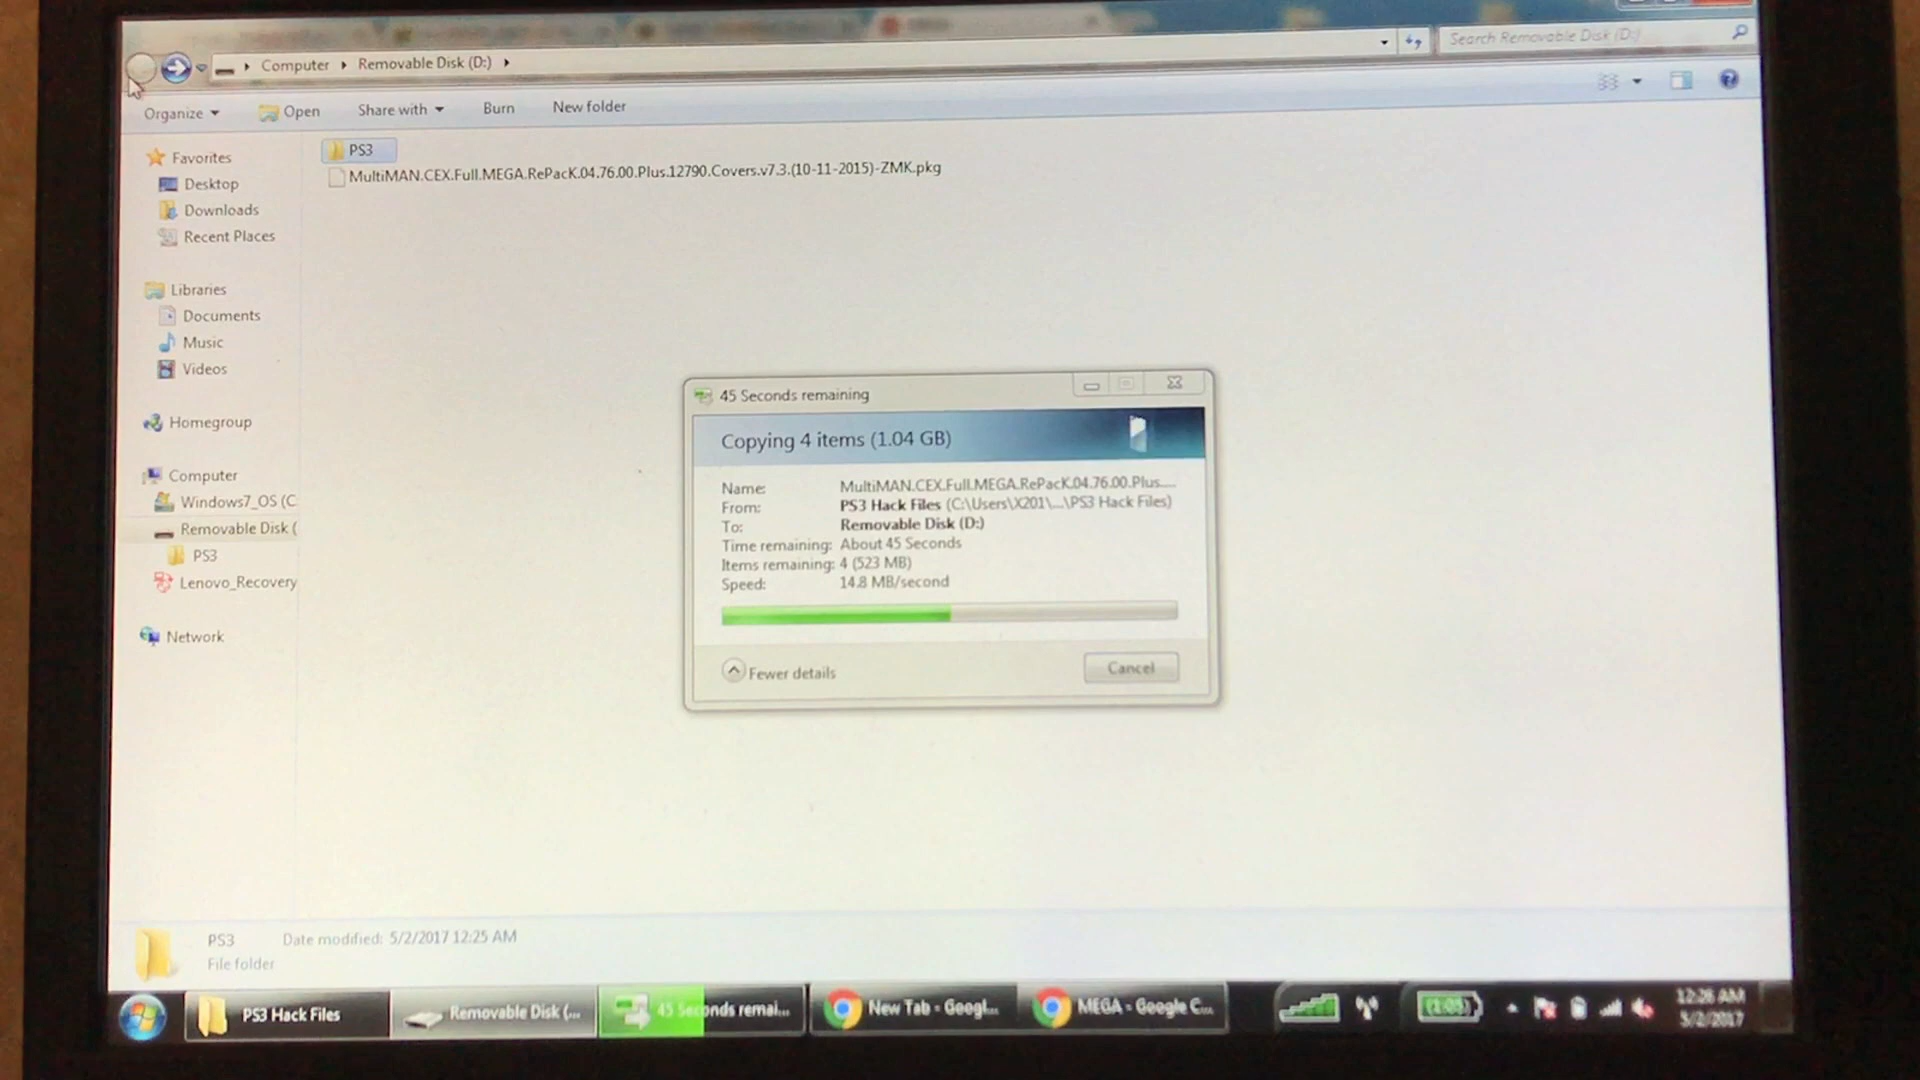 Computer ▸ Removable Disk (D:) ▸
Search Removable Disk (D:)
Organize Open Share with Burn New folder
Favorites
Desktop
Downloads
Recent Places
Libraries
Documents
Music
Videos
Homegroup
Computer
Windows7_OS (C
Removable Disk (
PS3
Lenovo_Recovery
Network
PS3
MultiMAN.CEX.Full.MEGA.RePacK.04.76.00.Plus.12790.Covers.v7.3.(10-11-2015)-ZMK.pkg
45 Seconds remaining
Copying 4 items (1.04 GB)
Name: MultiMAN.CEX.Full.MEGA.RePacK.04.76.00.Plus....
From: PS3 Hack Files (C:\Users\X201\...\PS3 Hack Files)
To: Removable Disk (D:)
Time remaining: About 45 Seconds
Items remaining: 4 (523 MB)
Speed: 14.8 MB/second
Fewer details
Cancel
PS3 Date modified: 5/2/2017 12:25 AM
File folder
PS3 Hack Files
Removable Disk (...
45 Seconds remai...
New Tab - Googl...
MEGA - Google C...
(1:05)
12:26 AM
5/2/2017